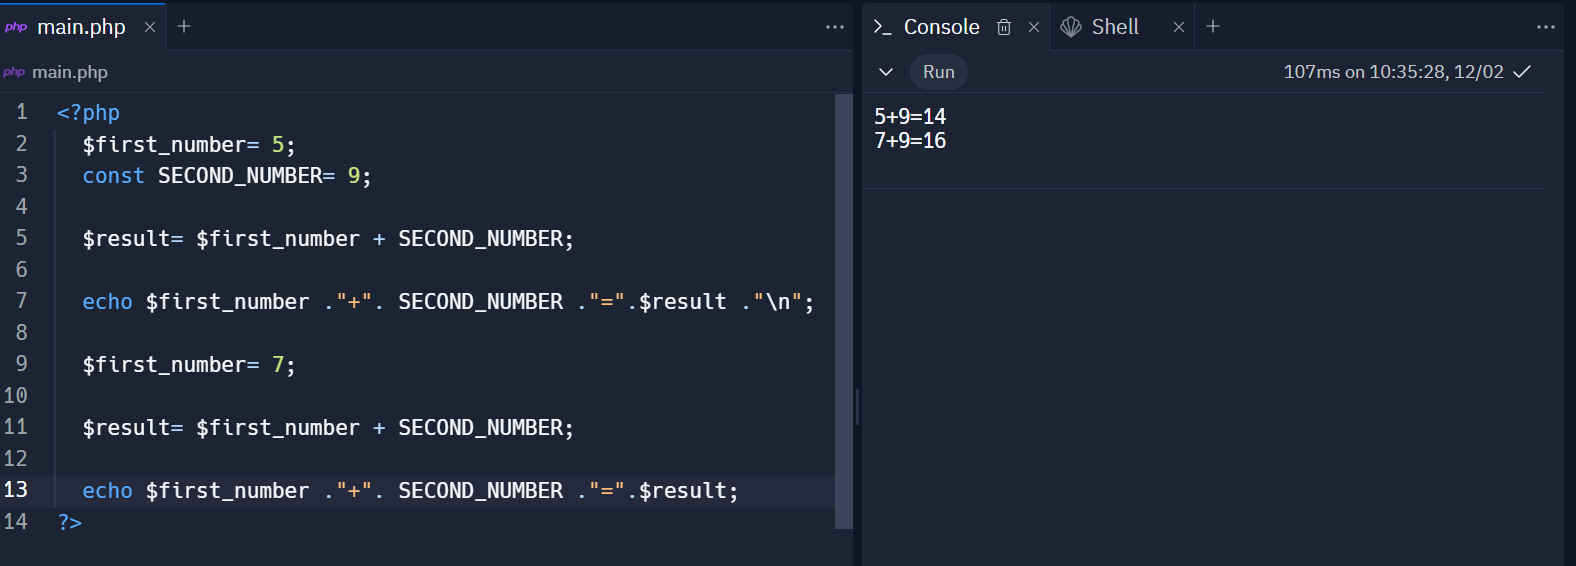 php main.php
php main.php
1 <?php
2 $first_number= 5;
3 const SECOND_NUMBER= 9;
4
5 $result= $first_number + SECOND_NUMBER;
6
7 echo $first_number ."+". SECOND_NUMBER ."=".$result ."\n";
8
9 $first_number= 7;
10
11 $result= $first_number + SECOND_NUMBER;
12
13 echo $first_number ."+". SECOND_NUMBER ."=".$result;
14 ?>
Console Shell
Run 107ms on 10:35:28, 12/02
5+9=14
7+9=16